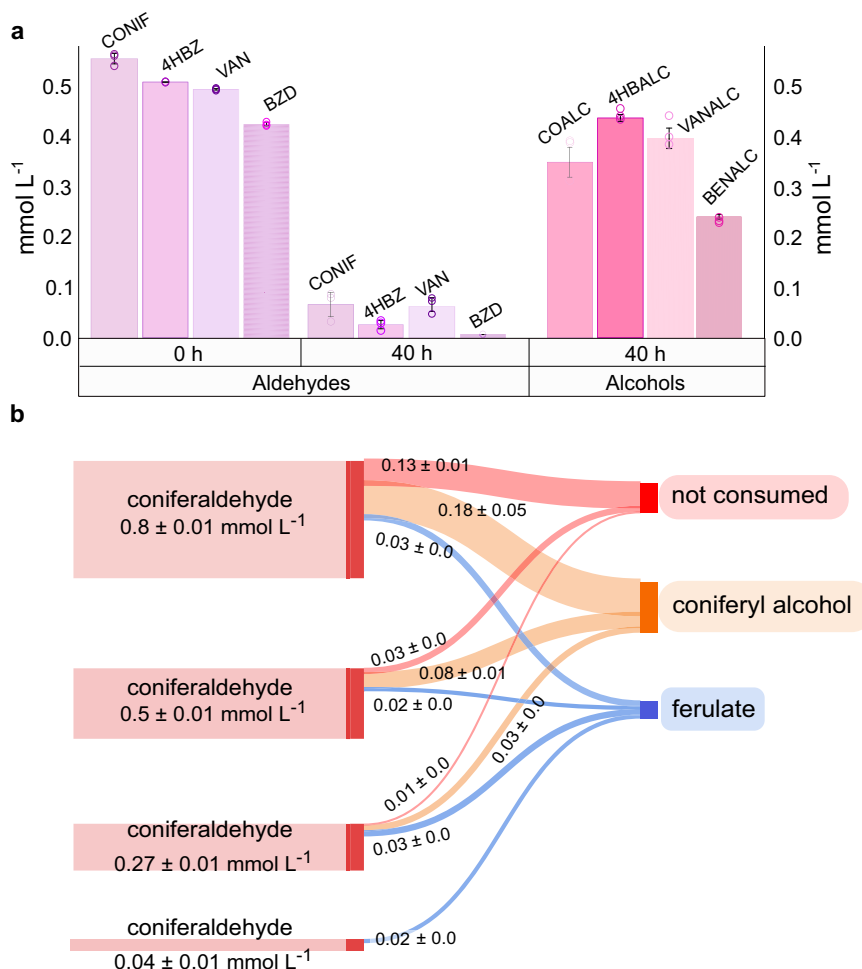 a
CONIF
4HBZ
VAN
BZD
CONIF
4HBZ
VAN
BZD
COALC
4HBALC
VANALC
BENALC
0.5
0.4
0.3
0.2
0.1
0.0
mmol L⁻¹
0.5
0.4
0.3
0.2
0.1
0.0
mmol L⁻¹
0 h 40 h 40 h
Aldehydes Alcohols
b
coniferaldehyde
0.8 ± 0.01 mmol L⁻¹
0.13 ± 0.01
0.18 ± 0.05
0.03 ± 0.0
not consumed
coniferyl alcohol
coniferaldehyde
0.5 ± 0.01 mmol L⁻¹
0.03 ± 0.0
0.08 ± 0.01
0.02 ± 0.0
ferulate
coniferaldehyde
0.27 ± 0.01 mmol L⁻¹
0.01 ± 0.0
0.03 ± 0.0
0.03 ± 0.0
coniferaldehyde
0.04 ± 0.01 mmol L⁻¹
0.02 ± 0.0